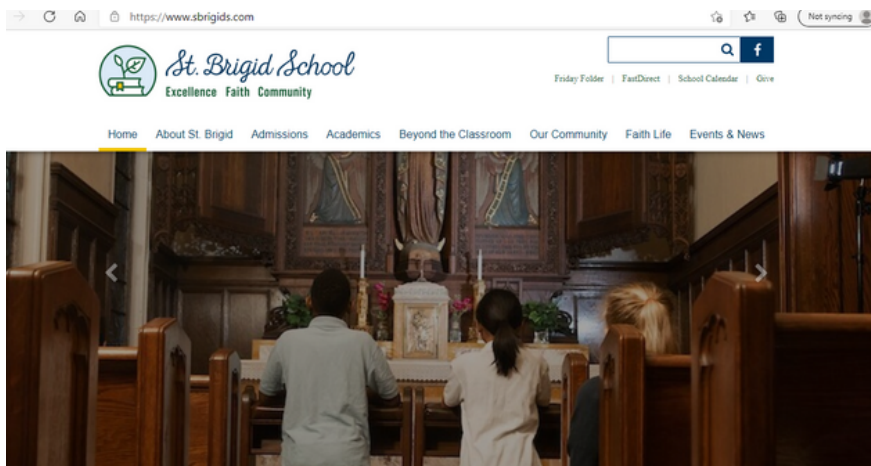 https://www.sbrigids.com
Not syncing
St. Brigid School
Excellence Faith Community
Friday Folder | FastDirect | School Calendar | Give
Home About St. Brigid Admissions Academics Beyond the Classroom Our Community Faith Life Events & News